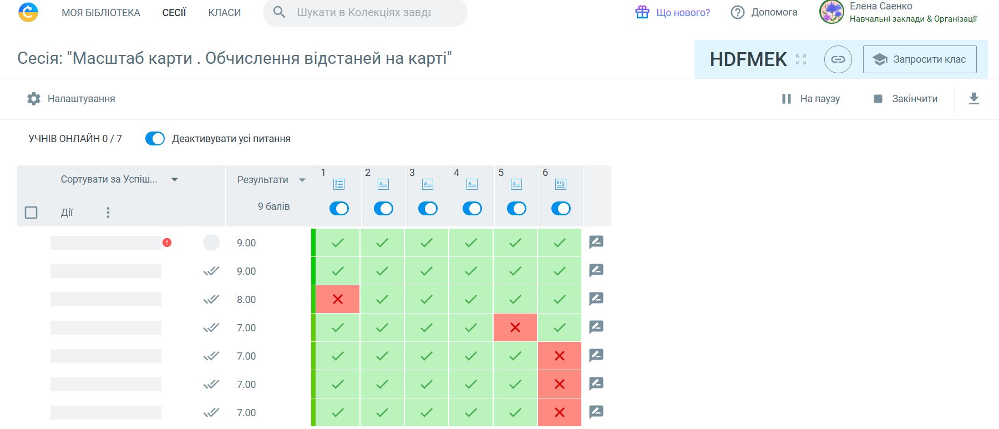 МОЯ БІБЛІОТЕКА СЕСІЇ КЛАСИ Шукати в Колекціях завда Що нового? Допомога Елена Саенко
Навчальні заклади & Організації
Сесія: "Масштаб карти . Обчислення відстаней на карті" HDFMEK Запросити клас
Налаштування На паузу Закінчити
УЧНІВ ОНЛАЙН 0 / 7 Деактивувати усі питання
1 2 3 4 5 6
Сортувати за Успіш... Результати
9 балів
Дії
9.00
9.00
8.00
7.00
7.00
7.00
7.00